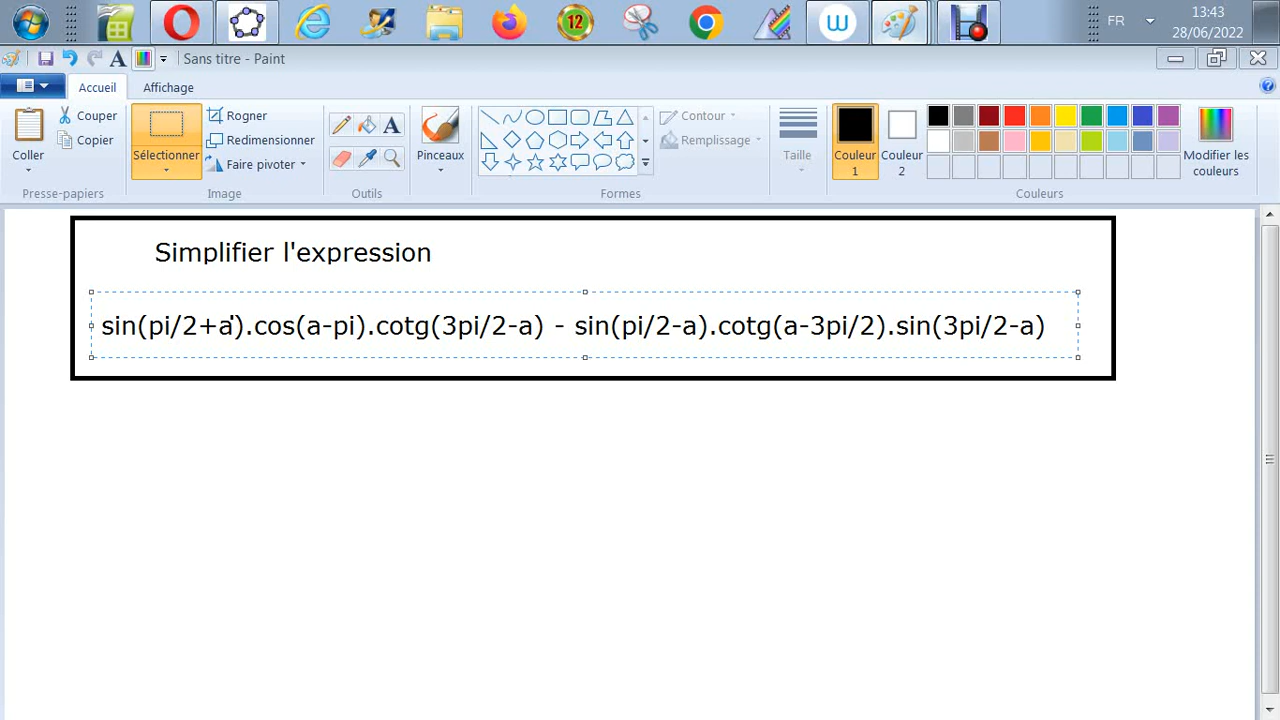 12
W
FR
13:43
28/06/2022
Sans titre - Paint
Accueil
Affichage
Couper
Copier
Coller
Presse-papiers
Sélectionner
Rogner
Redimensionner
Faire pivoter
Image
A
Outils
Pinceaux
Contour
Remplissage
Formes
Taille
Couleur 1
Couleur 2
Modifier les couleurs
Couleurs
Simplifier l'expression
sin(pi/2+a).cos(a-pi).cotg(3pi/2-a) - sin(pi/2-a).cotg(a-3pi/2).sin(3pi/2-a)